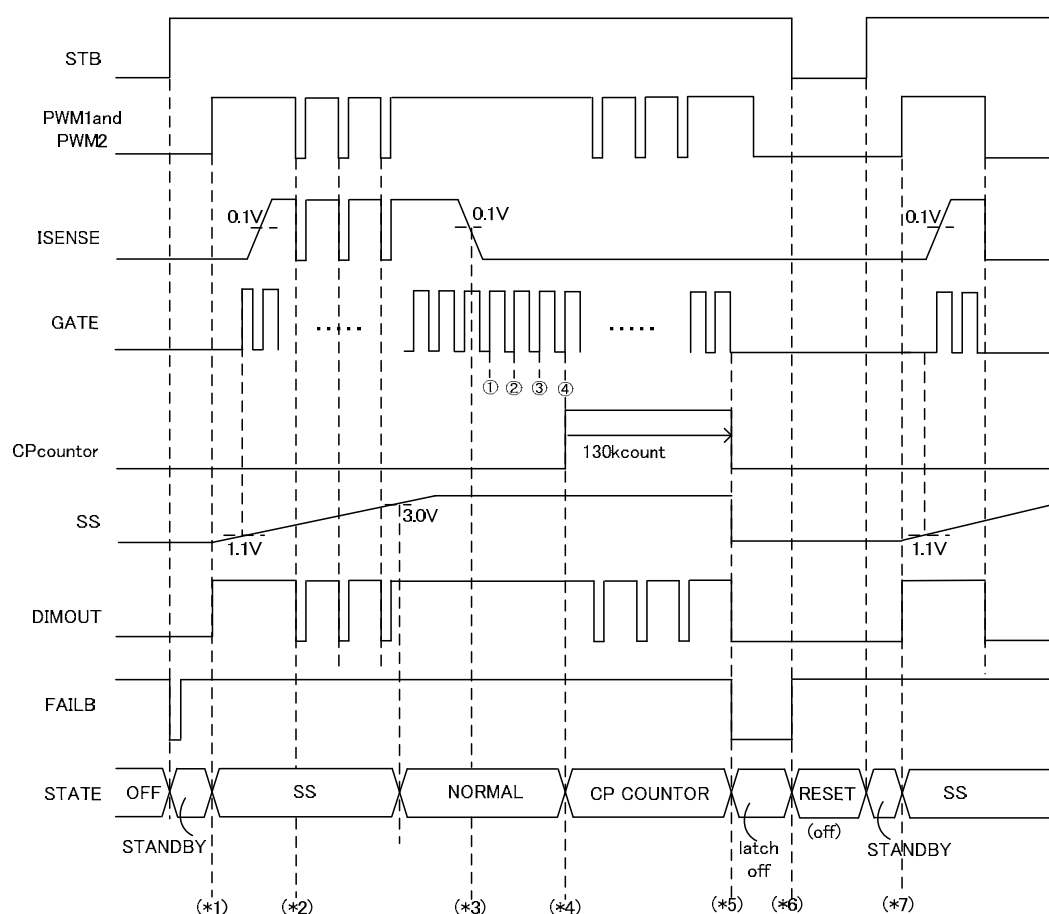 STB
PWM1and
PWM2
0.1V
0.1V
0.1V
ISENSE
GATE
.....
.....
① ② ③ ④
CPcountor
130kcount
SS
3.0V
1.1V
1.1V
DIMOUT
FAILB
STATE
OFF
SS
NORMAL
CP COUNTOR
RESET
SS
(off)
STANDBY
latch
off
STANDBY
(*1)
(*2)
(*3)
(*4)
(*5)
(*6)
(*7)